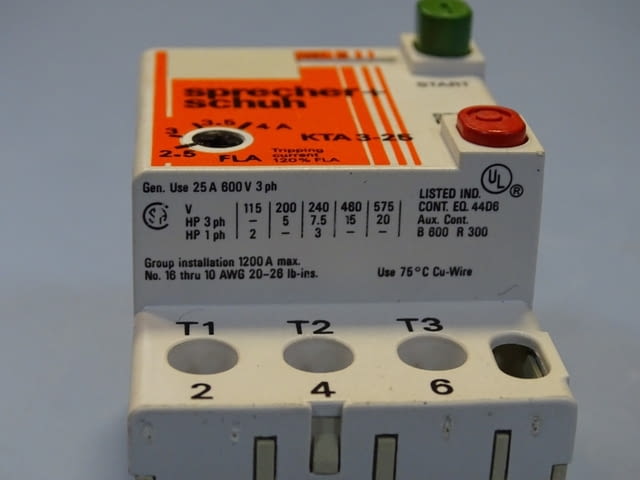 START
sprecher+
schuh
KTA 3-25
2.5 3 3.5 4 A
FLA
Tripping
current
120% FLA
Gen. Use 25 A 600 V 3 ph
V 115 200 240 460 575
HP 3 ph – 5 7.5 15 20
HP 1 ph 2 – 3 – –
Group installation 1200 A max.
No. 16 thru 10 AWG 20-26 lb-ins.
UL ®
LISTED IND.
CONT. EQ. 44D6
Aux. Cont.
B 600 R 300
Use 75°C Cu-Wire
T1 T2 T3
2 4 6